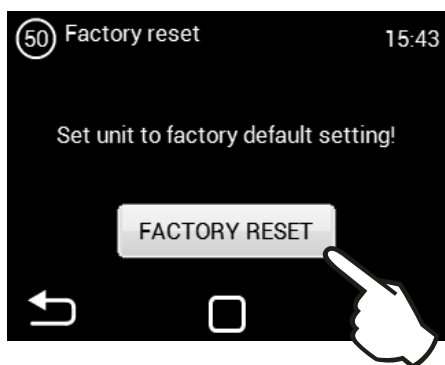 50 Factory reset 15:43
Set unit to factory default setting!
FACTORY RESET